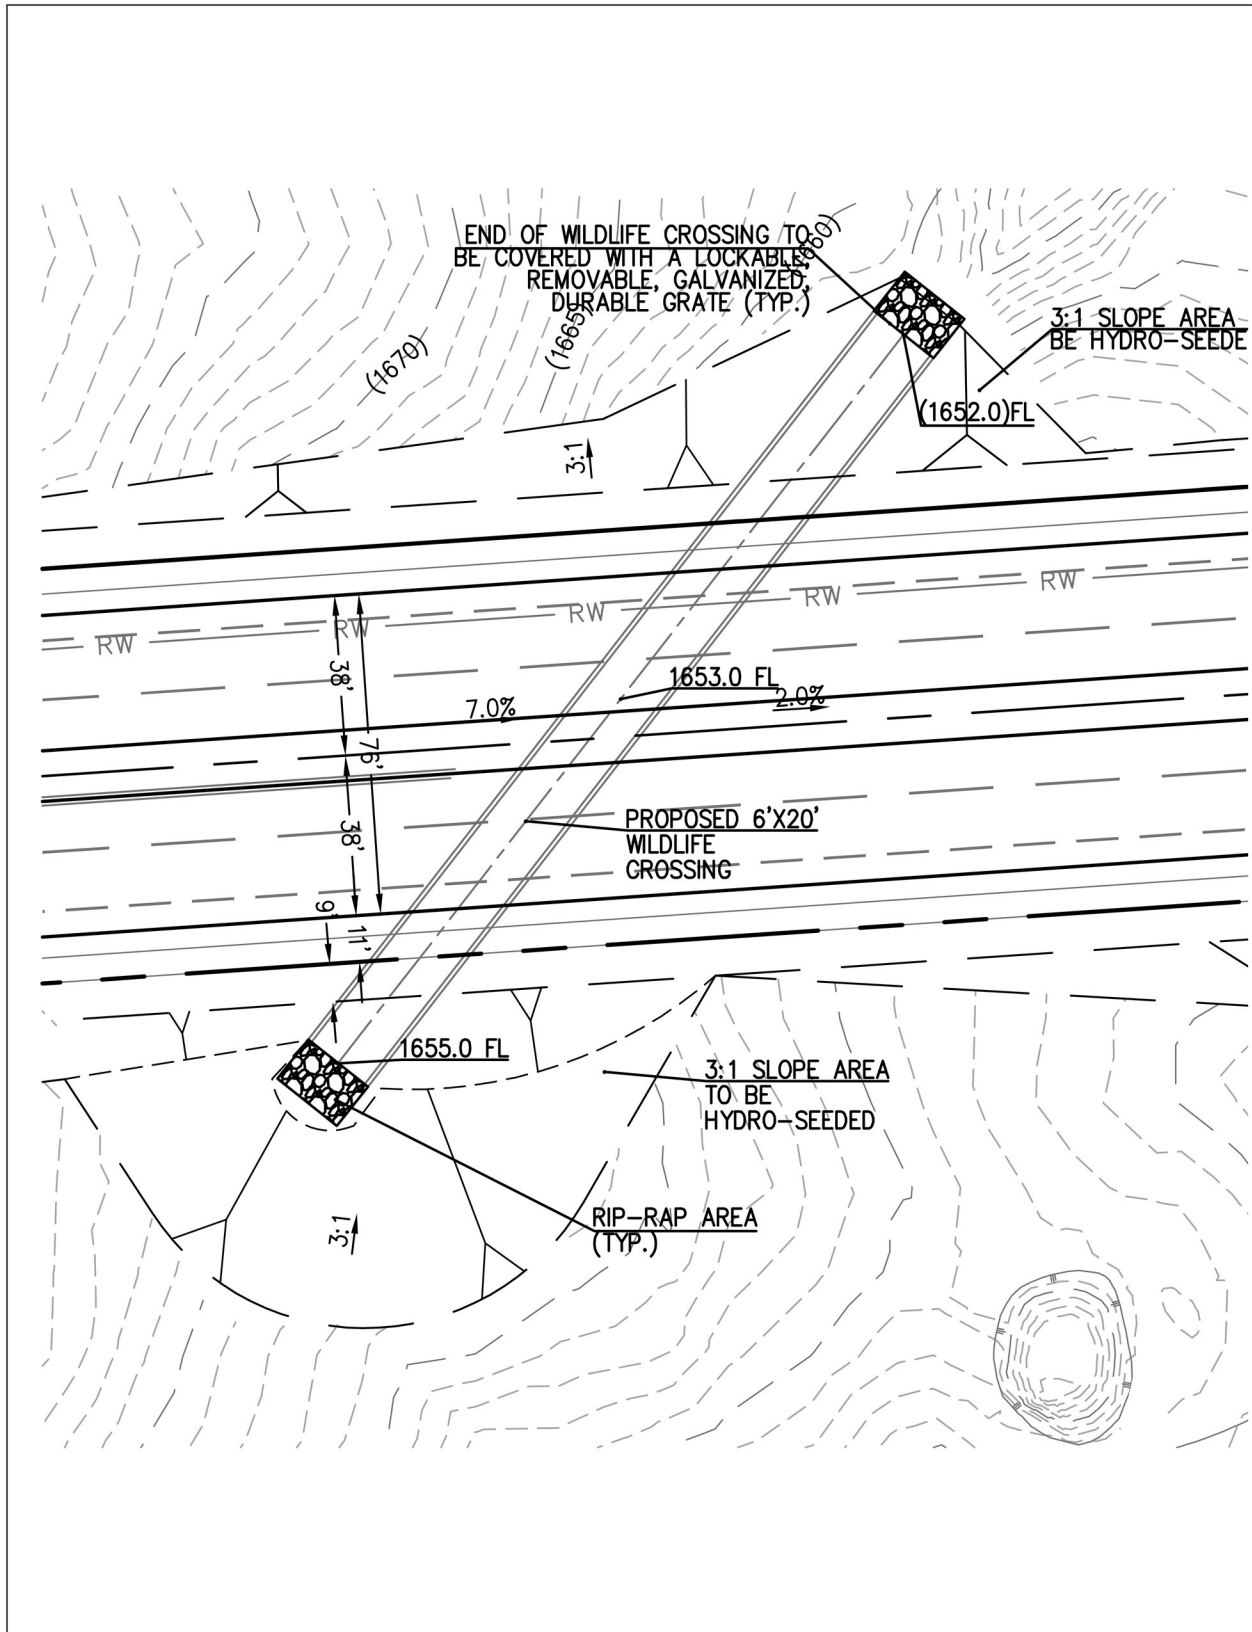 END OF WILDLIFE CROSSING TO
BE COVERED WITH A LOCKABLE,
REMOVABLE, GALVANIZED,
DURABLE GRATE (TYP.)
(1660)
(1665)
(1670)
3:1 SLOPE AREA
BE HYDRO-SEEDE
(1652.0)FL
3:1
RW
RW
RW
RW
RW
38'
76'
1653.0 FL
7.0%
2.0%
38'
PROPOSED 6'X20'
WILDLIFE
CROSSING
9'
11'
1655.0 FL
3:1 SLOPE AREA
TO BE
HYDRO-SEEDED
RIP-RAP AREA
(TYP.)
3:1